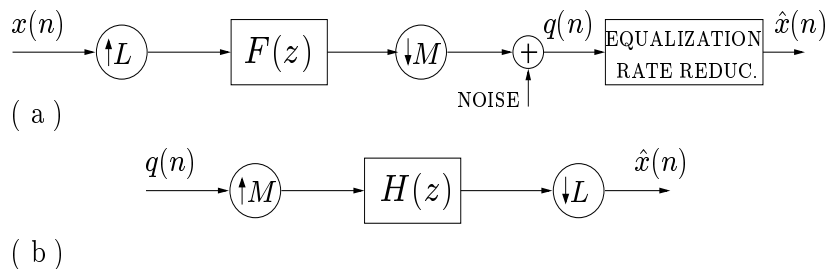 x(n) ↑L F(z) ↓M + q(n) EQUALIZATION x̂(n)
RATE REDUC.
NOISE
( a )
q(n) ↑M H(z) ↓L x̂(n)
( b )